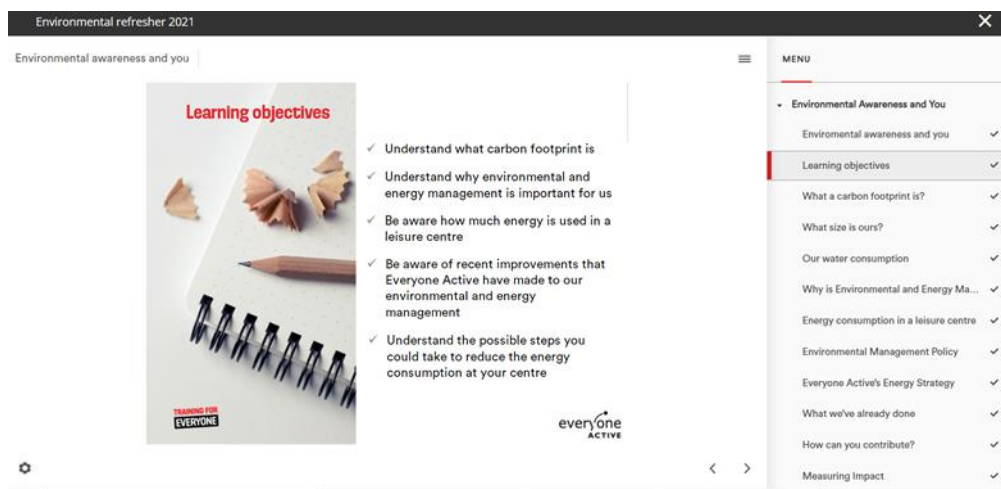 Environmental refresher 2021
Environmental awareness and you
Learning objectives
Understand what carbon footprint is
Understand why environmental and
energy management is important for us
Be aware how much energy is used in a
leisure centre
Be aware of recent improvements that
Everyone Active have made to our
environmental and energy
management
Understand the possible steps you
could take to reduce the energy
consumption at your centre
TRAINING FOR
EVERYONE
everyone
ACTIVE
MENU
Environmental Awareness and You
Enviromental awareness and you
Learning objectives
What a carbon footprint is?
What size is ours?
Our water consumption
Why is Environmental and Energy Ma...
Energy consumption in a leisure centre
Environmental Management Policy
Everyone Active's Energy Strategy
What we've already done
How can you contribute?
Measuring Impact